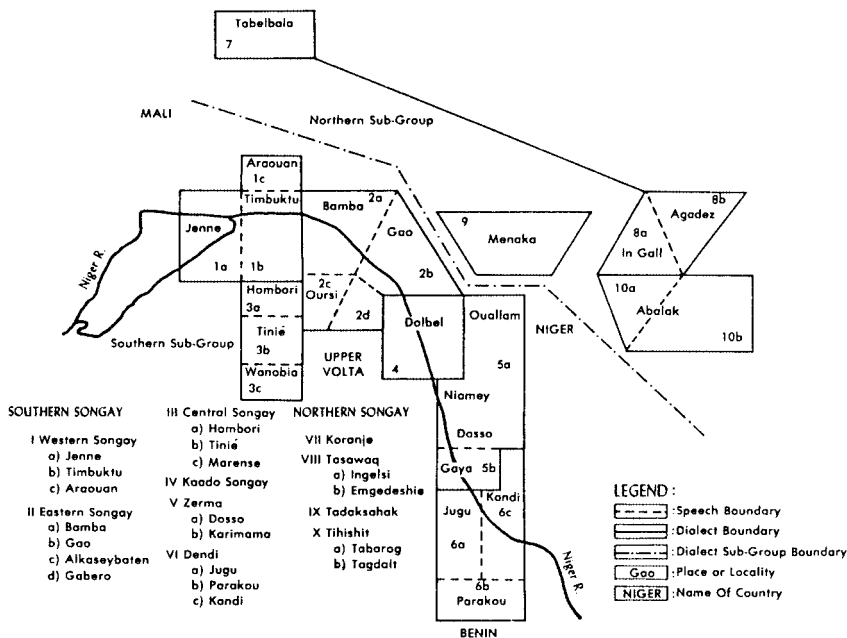 Tabelbala
7
MALI
Northern Sub-Group
Araouan
1c
Timbuktu
Bamba
2a
8b
Agadez
Jenne
Gao
9
Menaka
8a
In Gall
1a
1b
2b
2c
Oursi
10a
Abalak
10b
Niger R.
Hombori
3a
2d
Dolbel
Ouallam
NIGER
Tinié
3b
Southern Sub-Group
UPPER
VOLTA
4
5a
Wanobia
3c
Niamey
Dosso
Gaya 5b
Kandi
6c
Jugu
6a
6b
Parakou
Niger R.
BENIN
SOUTHERN SONGAY
I Western Songay
a) Jenne
b) Timbuktu
c) Araouan
II Eastern Songay
a) Bamba
b) Gao
c) Alkaseybaten
d) Gabero
III Central Songay
a) Hombori
b) Tinié
c) Marense
IV Kaado Songay
V Zerma
a) Dosso
b) Karimama
VI Dendi
a) Jugu
b) Parakou
c) Kandi
NORTHERN SONGAY
VII Koranje
VIII Tasawaq
a) Ingelsi
b) Emgedeshie
IX Tadaksahak
X Tihishit
a) Tabarog
b) Tagdalt
LEGEND :
:Speech Boundary
:Dialect Boundary
:Dialect Sub-Group Boundary
Gao :Place or Locality
NIGER :Name Of Country